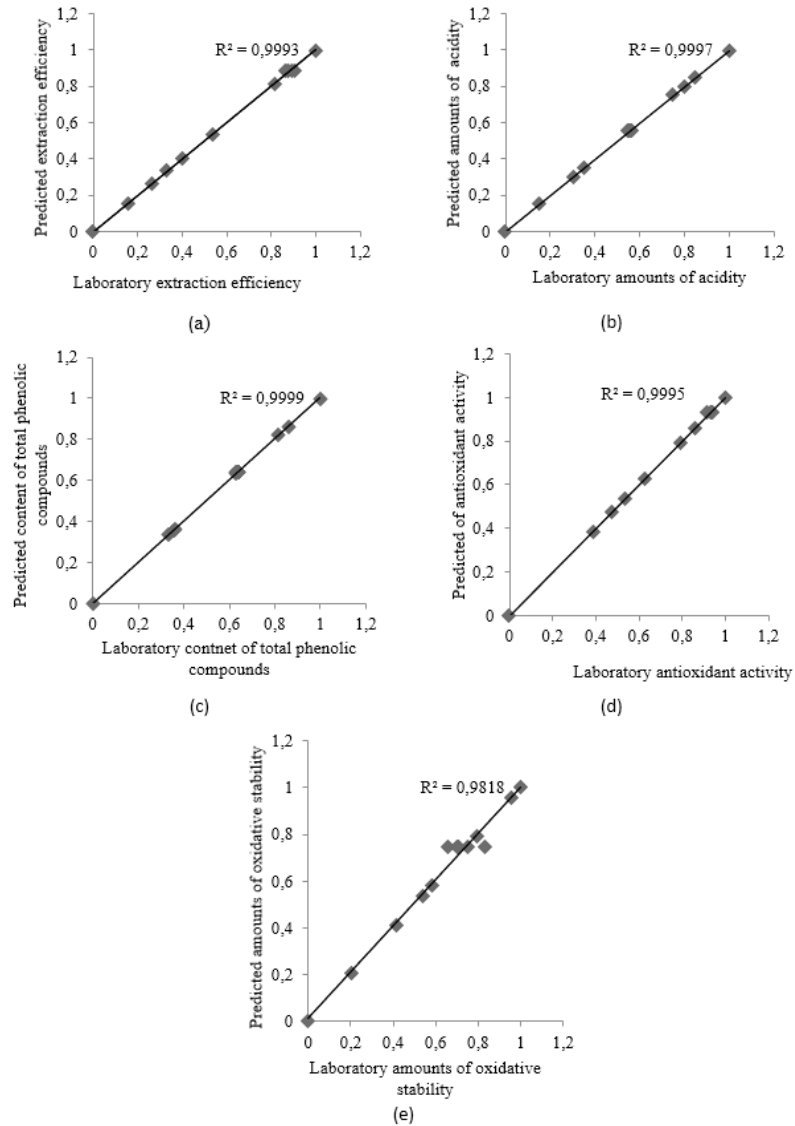 1,2
1
0,8
0,6
0,4
0,2
0
R² = 0,9993
Predicted extraction efficiency
0 0,2 0,4 0,6 0,8 1 1,2
Laboratory extraction efficiency
(a)
1,2
1
0,8
0,6
0,4
0,2
0
R² = 0,9997
Predicted amounts of acidity
0 0,2 0,4 0,6 0,8 1 1,2
Laboratory amounts of acidity
(b)
1,2
1
0,8
0,6
0,4
0,2
0
R² = 0,9999
Predicted content of total phenolic
compounds
0 0,2 0,4 0,6 0,8 1 1,2
Laboratory contnet of total phenolic
compounds
(c)
1,2
1
0,8
0,6
0,4
0,2
0
R² = 0,9995
Predicted of antioxidant activity
0 0,2 0,4 0,6 0,8 1 1,2
Laboratory antioxidant activity
(d)
1,2
1
0,8
0,6
0,4
0,2
0
R² = 0,9818
Predicted amounts of oxidative stability
0 0,2 0,4 0,6 0,8 1 1,2
Laboratory amounts of oxidative
stability
(e)